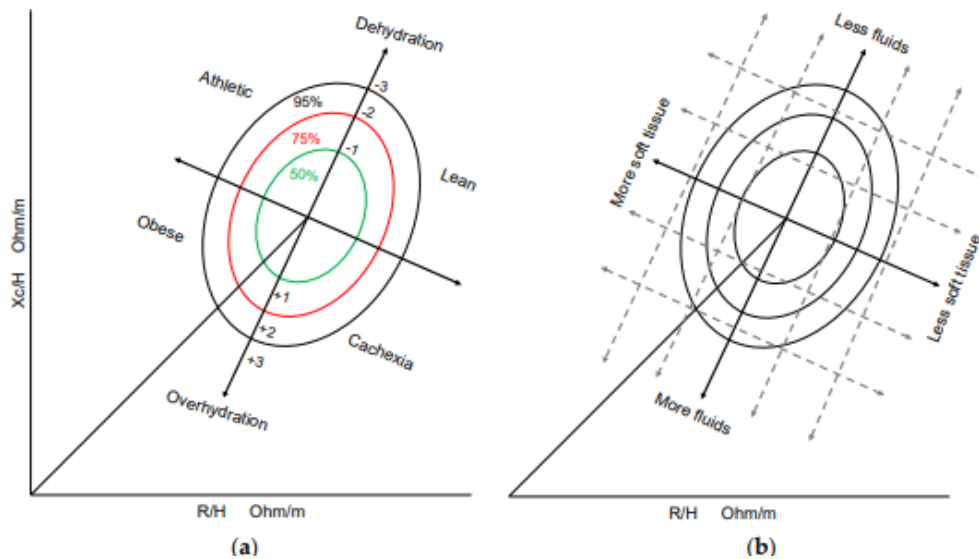 Dehydration
Athletic
95%
-3
-2
75%
-1
50%
Lean
Obese
+1
+2
+3
Cachexia
Overhydration
Xc/H Ohm/m
R/H Ohm/m
(a)
Less fluids
More soft tissue
Less soft tissue
More fluids
R/H Ohm/m
(b)